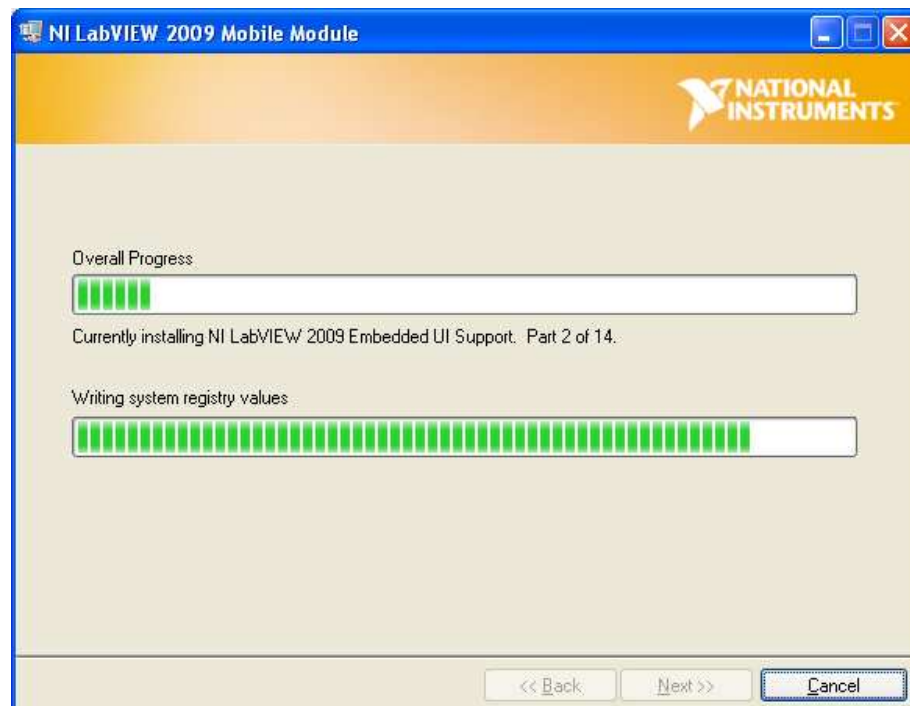 NI LabVIEW 2009 Mobile Module
NATIONAL
INSTRUMENTS
Overall Progress
Currently installing NI LabVIEW 2009 Embedded UI Support. Part 2 of 14.
Writing system registry values
<< Back
Next >>
Cancel